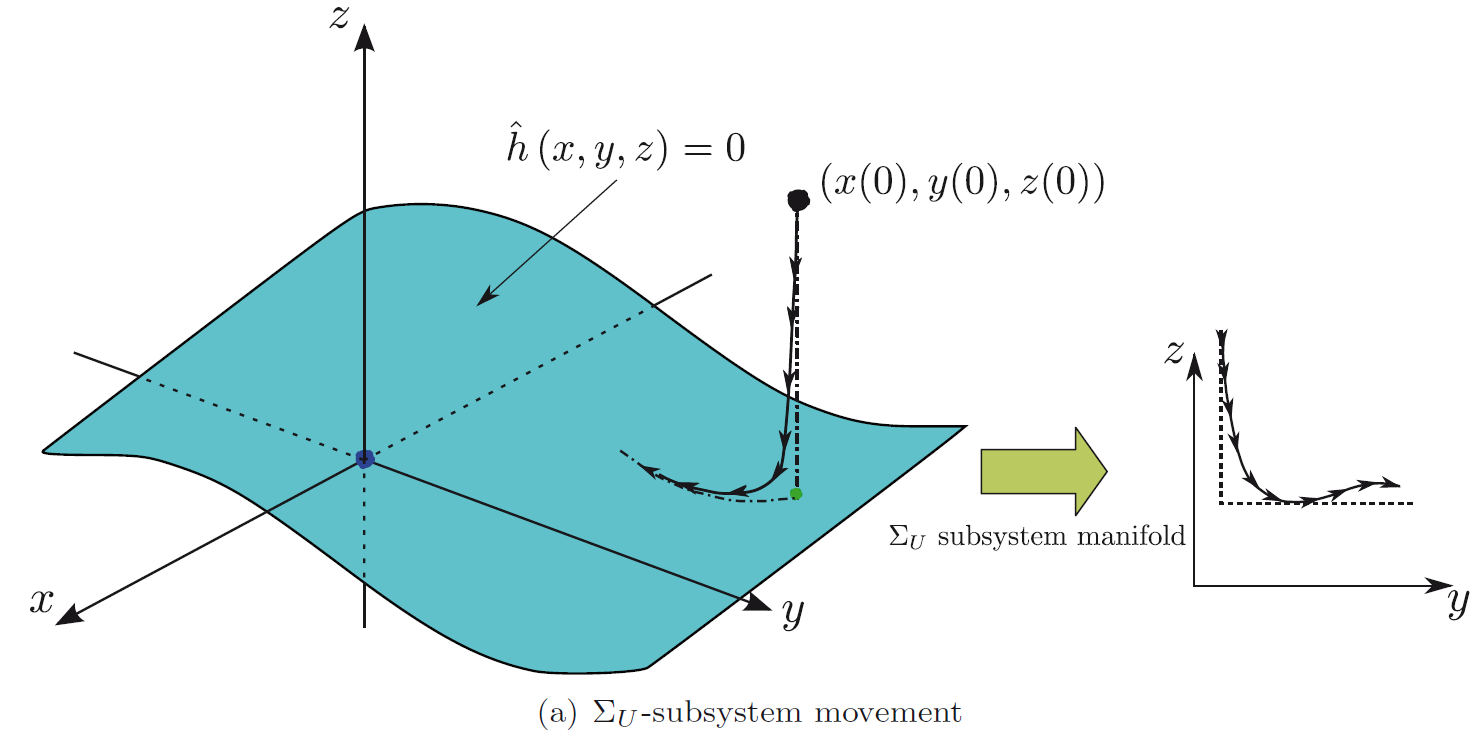 z
ĥ (x, y, z) = 0
(x(0), y(0), z(0))
z
Σ_U subsystem manifold
x
y
y
(a) Σ_U-subsystem movement